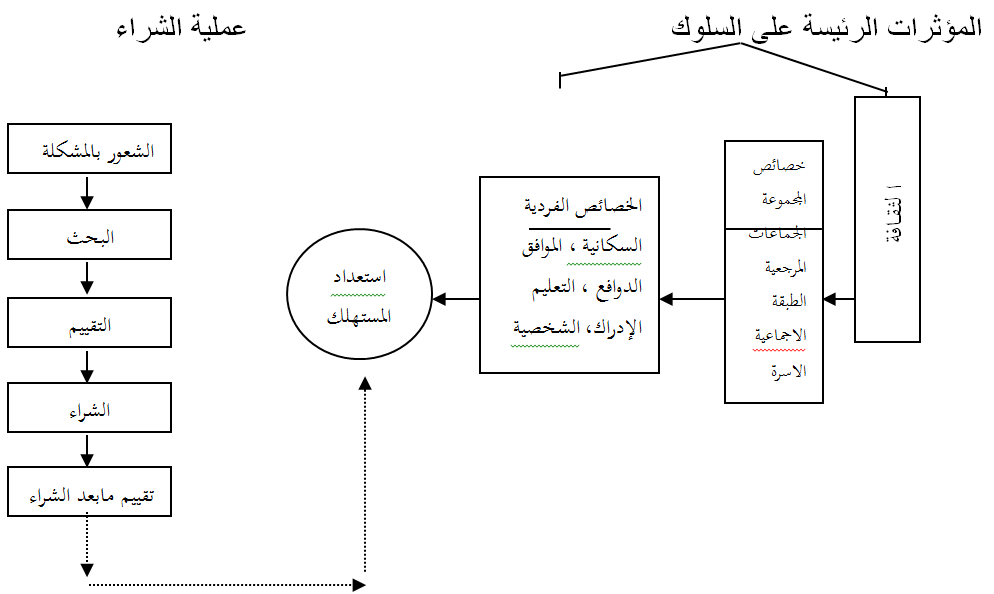 المؤثرات الرئيسة على السلوك
عملية الشراء
الثقافة
خصائص
المجموعة
الجماعات
المرجعية
الطبقة
الاجماعية
الاسرة
الخصائص الفردية
السكانية ، الموافق
الدوافع ، التعليم
الإدراك، الشخصية
استعداد
المستهلك
الشعور بالمشكلة
البحث
التقييم
الشراء
تقييم مابعد الشراء